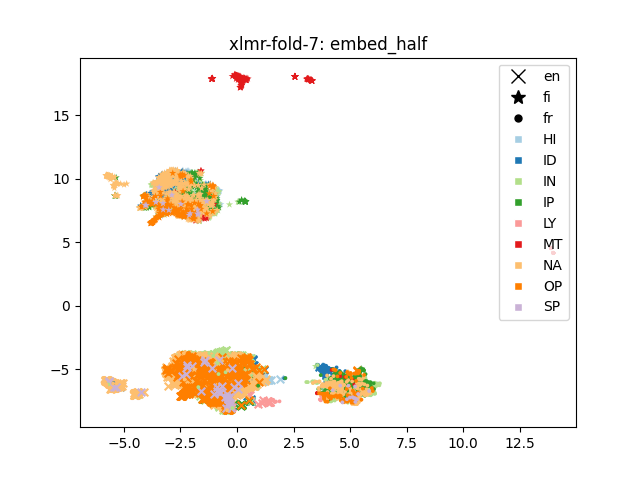 xlmr-fold-7: embed_half
en
fi
fr
HI
ID
IN
IP
LY
MT
NA
OP
SP
15
10
5
0
−5
−5.0
−2.5
0.0
2.5
5.0
7.5
10.0
12.5